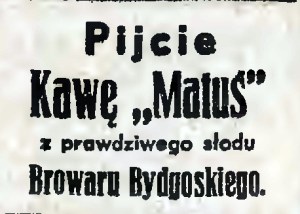 Pijcie
Kawę „Matuś”
z prawdziwego słodu
Browaru Bydgoskiego.